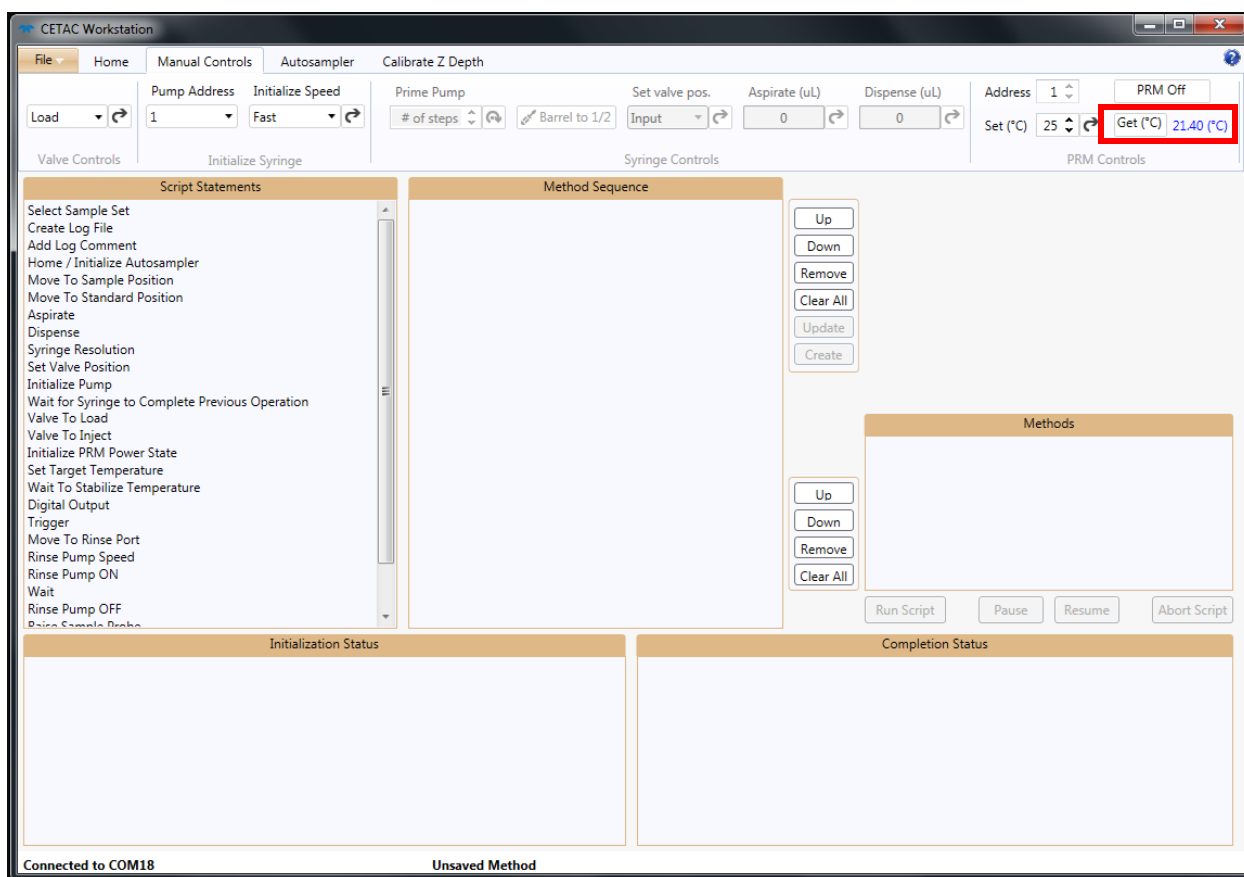 CETAC Workstation
File Home Manual Controls Autosampler Calibrate Z Depth
Pump Address Initialize Speed Prime Pump Set valve pos. Aspirate (uL) Dispense (uL) Address 1 PRM Off
Load 1 Fast # of steps Barrel to 1/2 Input 0 0 Set (°C) 25 Get (°C) 21.40 (°C)
Valve Controls Initialize Syringe Syringe Controls PRM Controls
Script Statements
Select Sample Set
Create Log File
Add Log Comment
Home / Initialize Autosampler
Move To Sample Position
Move To Standard Position
Aspirate
Dispense
Syringe Resolution
Set Valve Position
Initialize Pump
Wait for Syringe to Complete Previous Operation
Valve To Load
Valve To Inject
Initialize PRM Power State
Set Target Temperature
Wait To Stabilize Temperature
Digital Output
Trigger
Move To Rinse Port
Rinse Pump Speed
Rinse Pump ON
Wait
Rinse Pump OFF
Raise Sample Probe
Method Sequence
Up
Down
Remove
Clear All
Update
Create
Methods
Up
Down
Remove
Clear All
Run Script Pause Resume Abort Script
Initialization Status
Completion Status
Connected to COM18 Unsaved Method